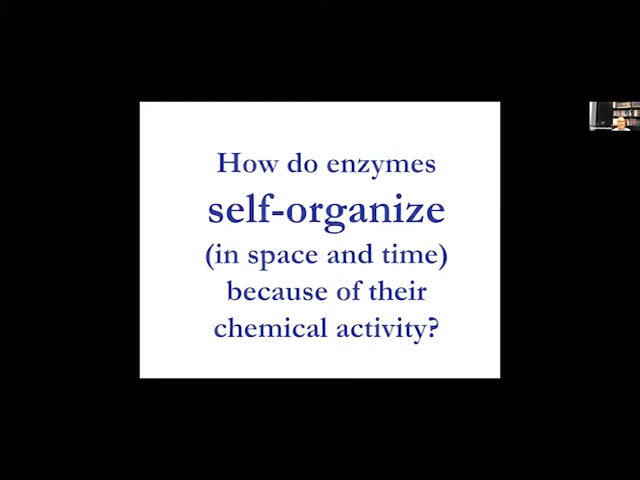 How do enzymes
self-organize
(in space and time)
because of their
chemical activity?